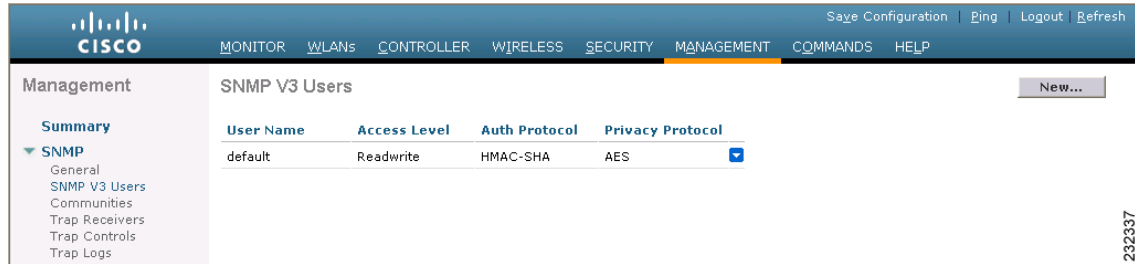 Save Configuration | Ping | Logout | Refresh
CISCO
MONITOR WLANs CONTROLLER WIRELESS SECURITY MANAGEMENT COMMANDS HELP
Management
SNMP V3 Users
New...
Summary
SNMP
General
SNMP V3 Users
Communities
Trap Receivers
Trap Controls
Trap Logs
User Name Access Level Auth Protocol Privacy Protocol
default Readwrite HMAC-SHA AES
232337